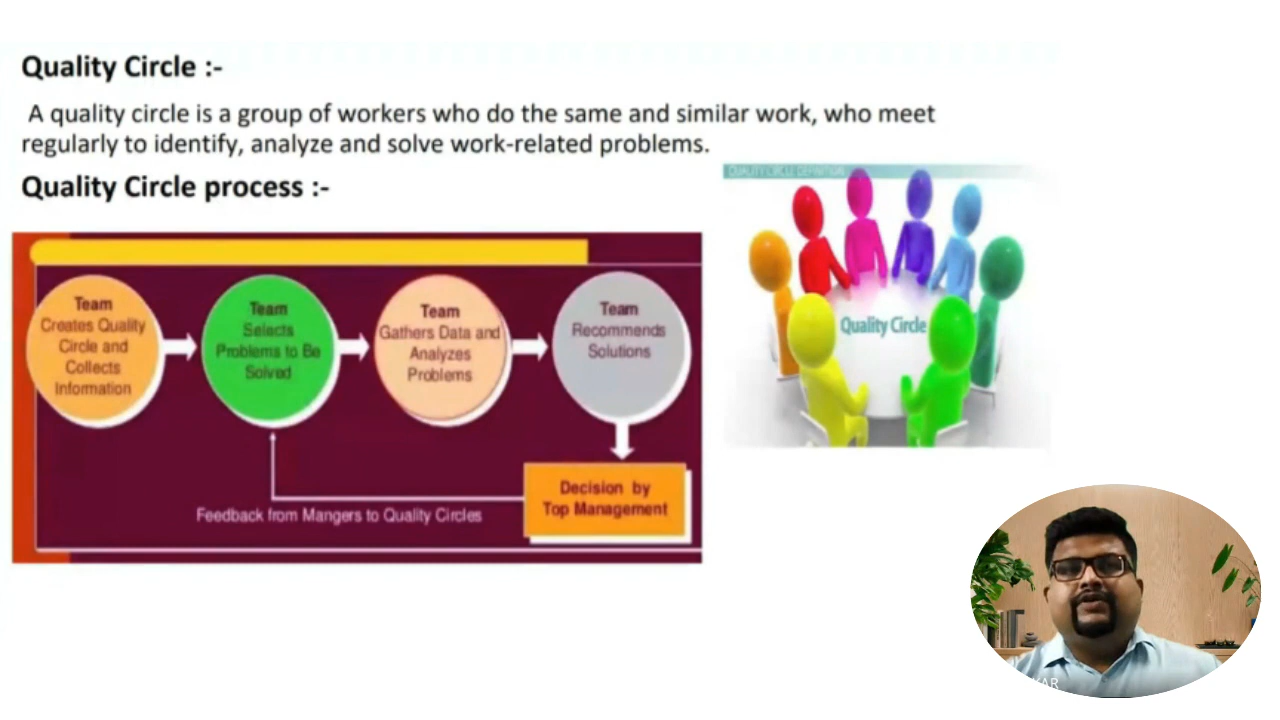 Quality Circle :-
A quality circle is a group of workers who do the same and similar work, who meet
regularly to identify, analyze and solve work-related problems.
Quality Circle process :-
QUALITY CIRCLE DEFINITION
Team
Creates Quality
Circle and
Collects
Information
Team
Selects
Problems to Be
Solved
Team
Gathers Data and
Analyzes
Problems
Team
Recommends
Solutions
Decision by
Top Management
Feedback from Mangers to Quality Circles
Quality Circle